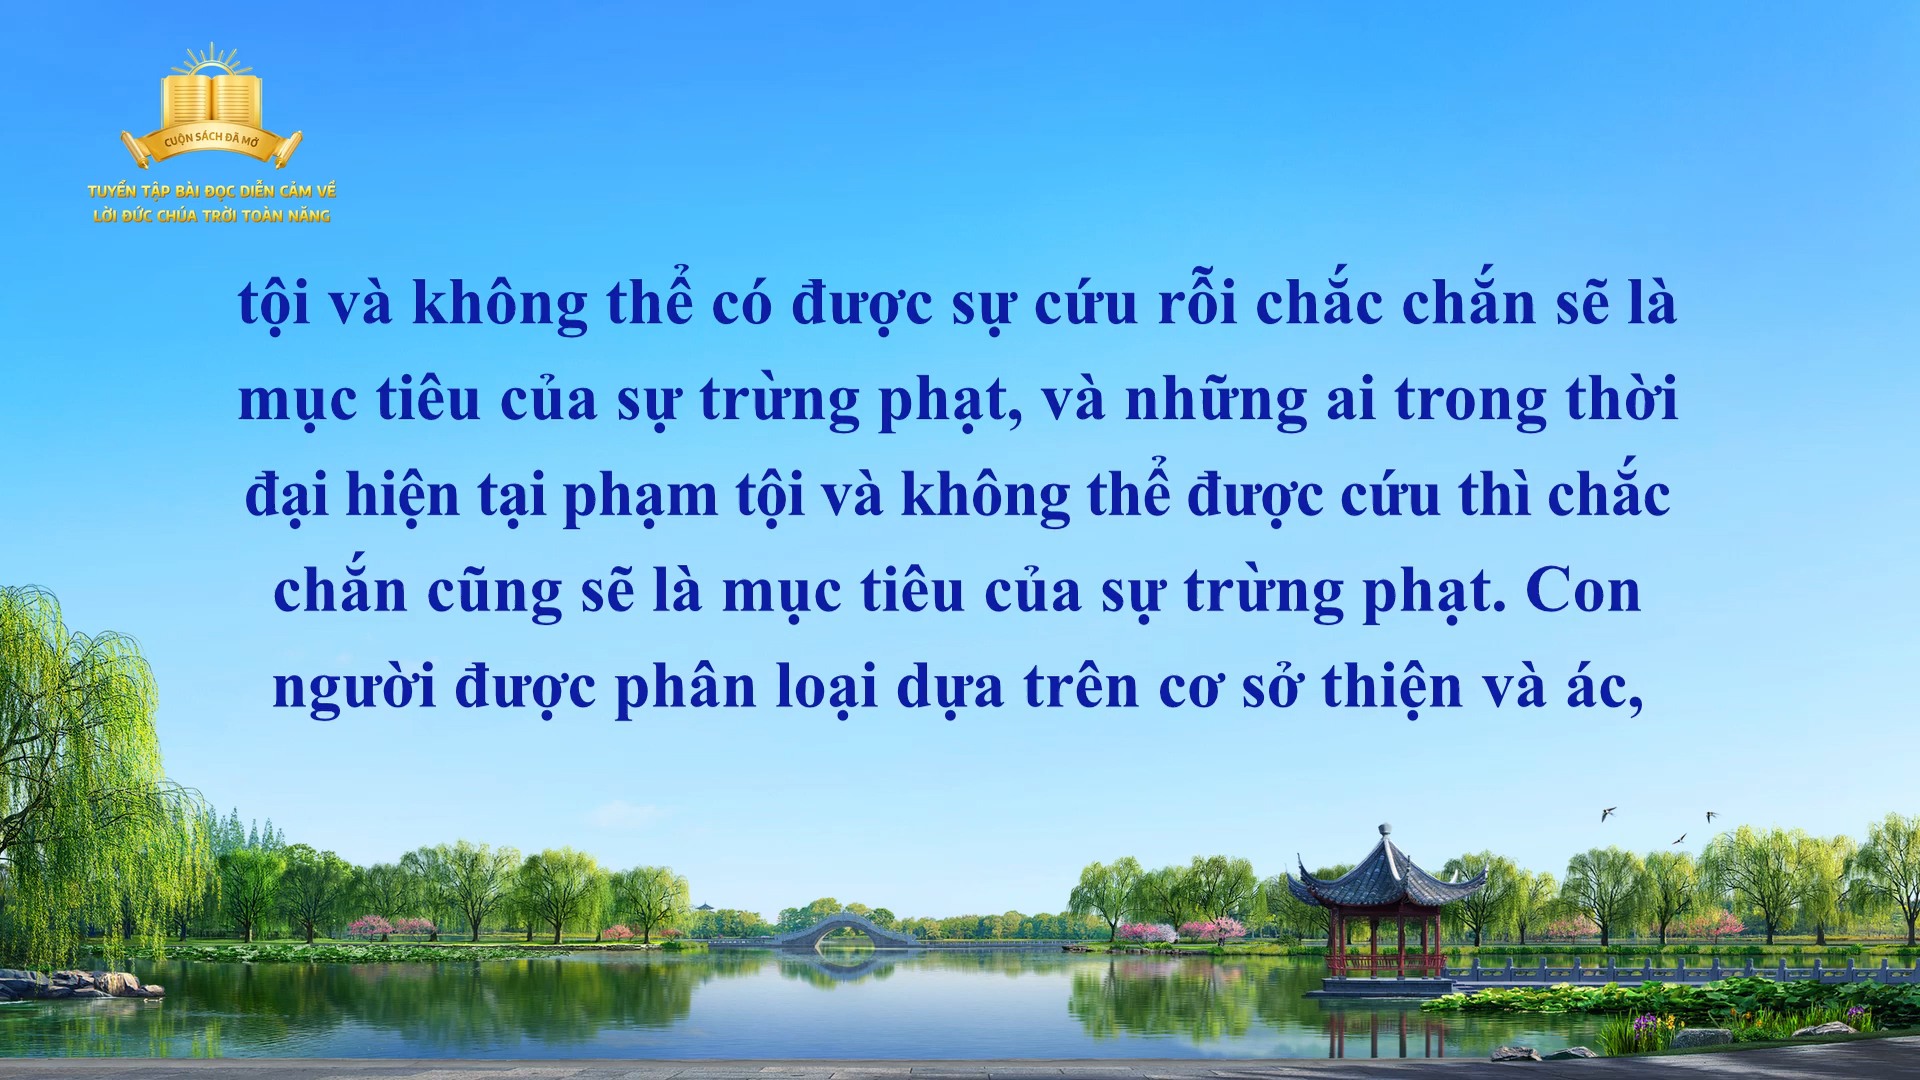 CUỘN SÁCH ĐÃ MỞ
TUYỂN TẬP BÀI ĐỌC DIỄN CẢM VỀ
LỜI ĐỨC CHÚA TRỜI TOÀN NĂNG
tội và không thể có được sự cứu rỗi chắc chắn sẽ là
mục tiêu của sự trừng phạt, và những ai trong thời
đại hiện tại phạm tội và không thể được cứu thì chắc
chắn cũng sẽ là mục tiêu của sự trừng phạt. Con
người được phân loại dựa trên cơ sở thiện và ác,